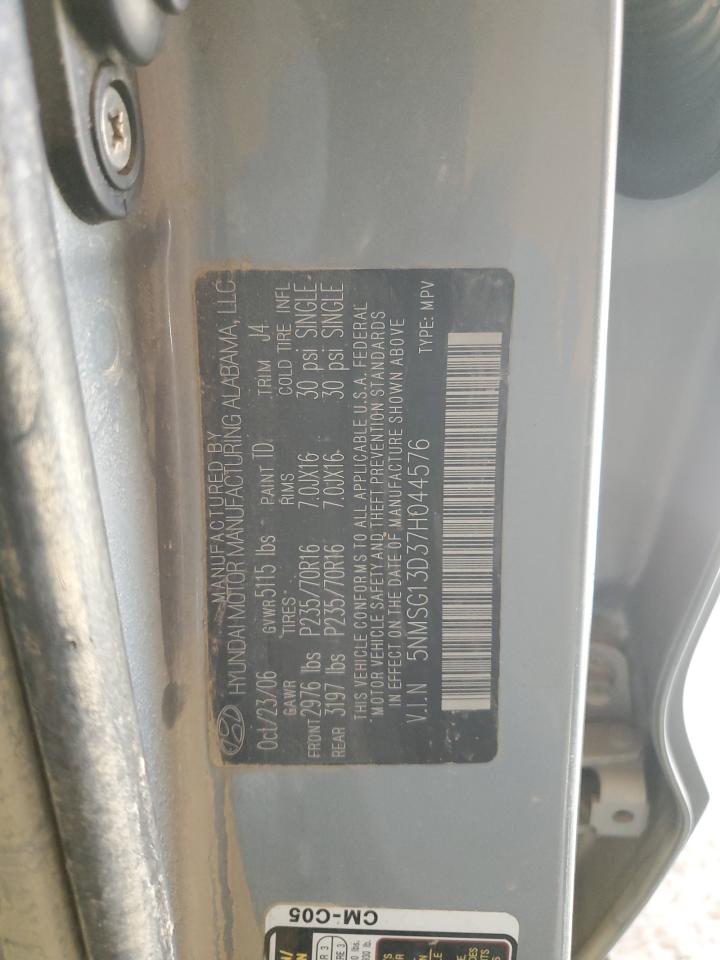 MANUFACTURED BY
HYUNDAI MOTOR MANUFACTURING ALABAMA, LLC
Oct/23/06 GVWR 5115 lbs PAINT TD TRIM J4
GAWR TIRES RIMS COLD TIRE INFL
FRONT 2976 lbs P235/70R16 7.0JX16 30 psi SINGLE
REAR 3197 lbs P235/70R16 7.0JX16 30 psi SINGLE
THIS VEHICLE CONFORMS TO ALL APPLICABLE U.S.A. FEDERAL
MOTOR VEHICLE SAFETY AND THEFT PREVENTION STANDARDS
IN EFFECT ON THE DATE OF MANUFACTURE SHOWN ABOVE
V.I.N 5NMSG13D37H044576 TYPE: MPV
CM-C05